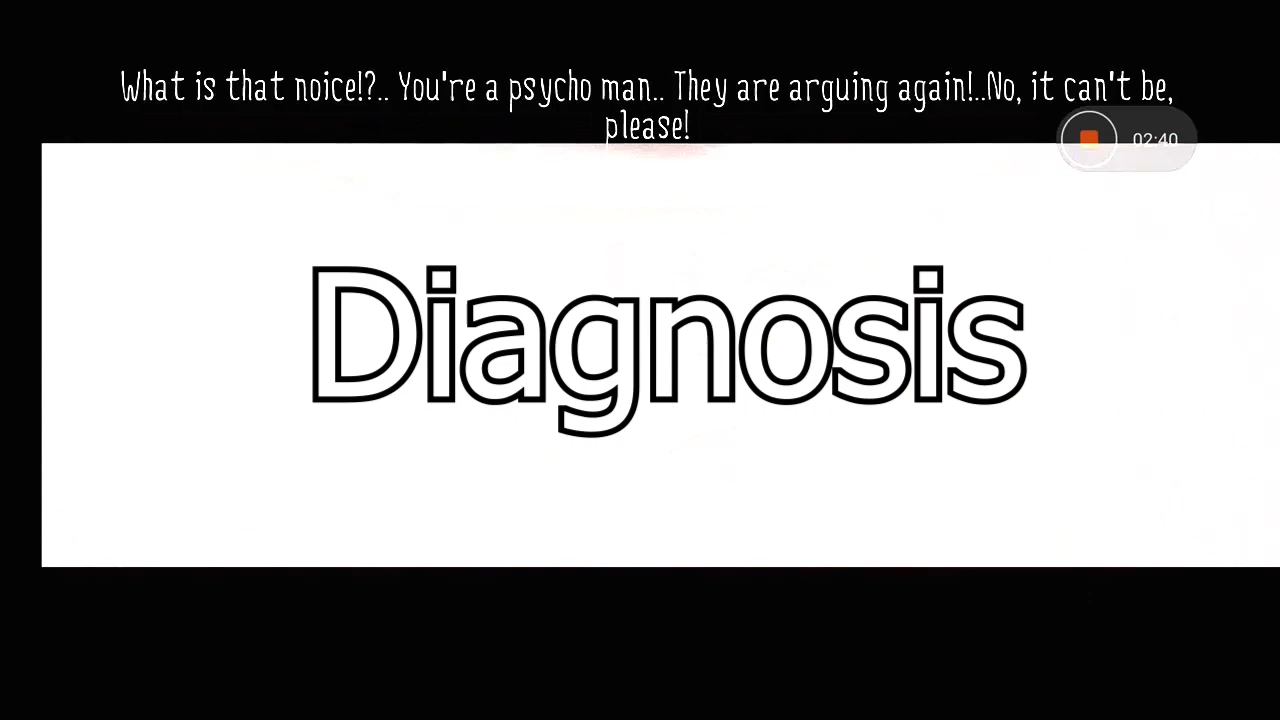 What is that noice!?.. You're a psycho man.. They are arguing again!..No, it can't be,
please!
02:40
Diagnosis